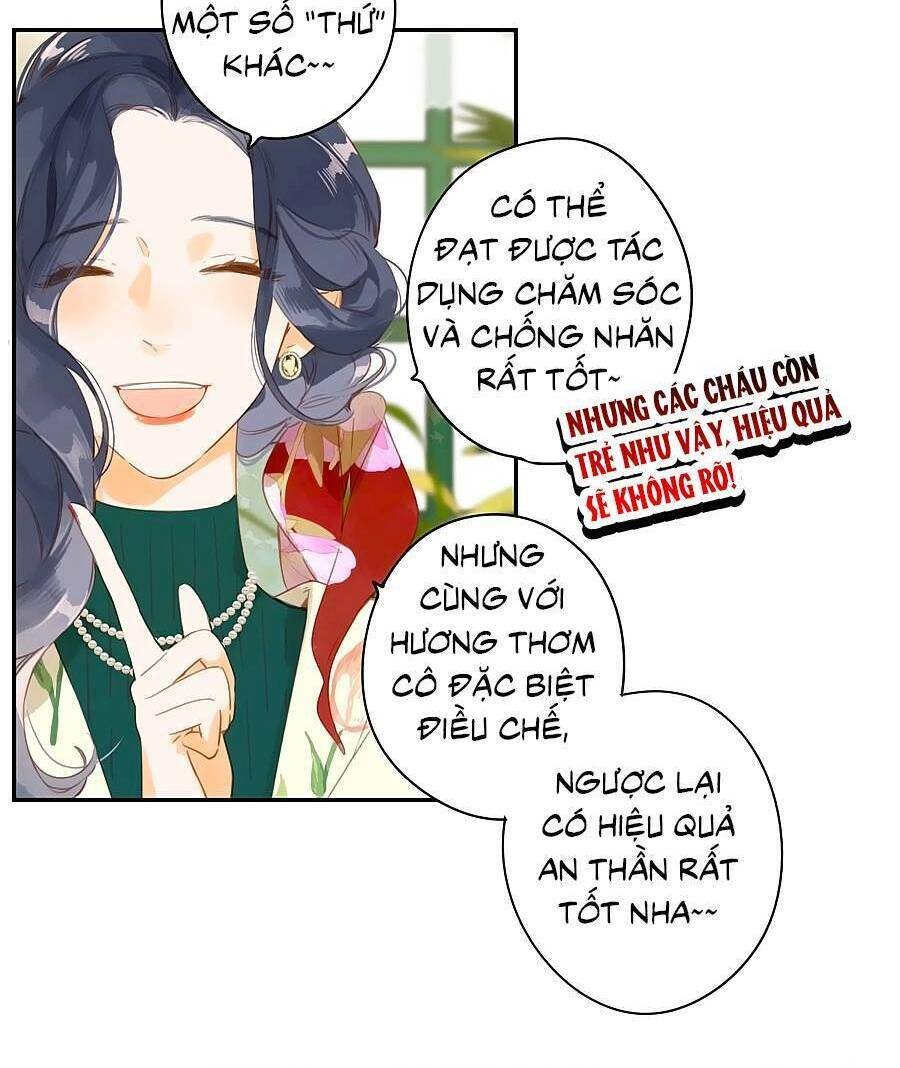 MỘT SỐ "THỨ"
KHÁC~~
CÓ THỂ
ĐẠT ĐƯỢC TÁC
DỤNG CHĂM SÓC
VÀ CHỐNG NHĂN
RẤT TỐT~
NHƯNG CÁC CHÁU CÒN
TRẺ NHƯ VẬY, HIỆU QUẢ
SẼ KHÔNG RÕ!
NHƯNG
CÙNG VỚI
HƯƠNG THƠM
CÔ ĐẶC BIỆT
ĐIỀU CHẾ,
NGƯỢC LẠI
CÓ HIỆU QUẢ
AN THẦN RẤT
TỐT NHA~~